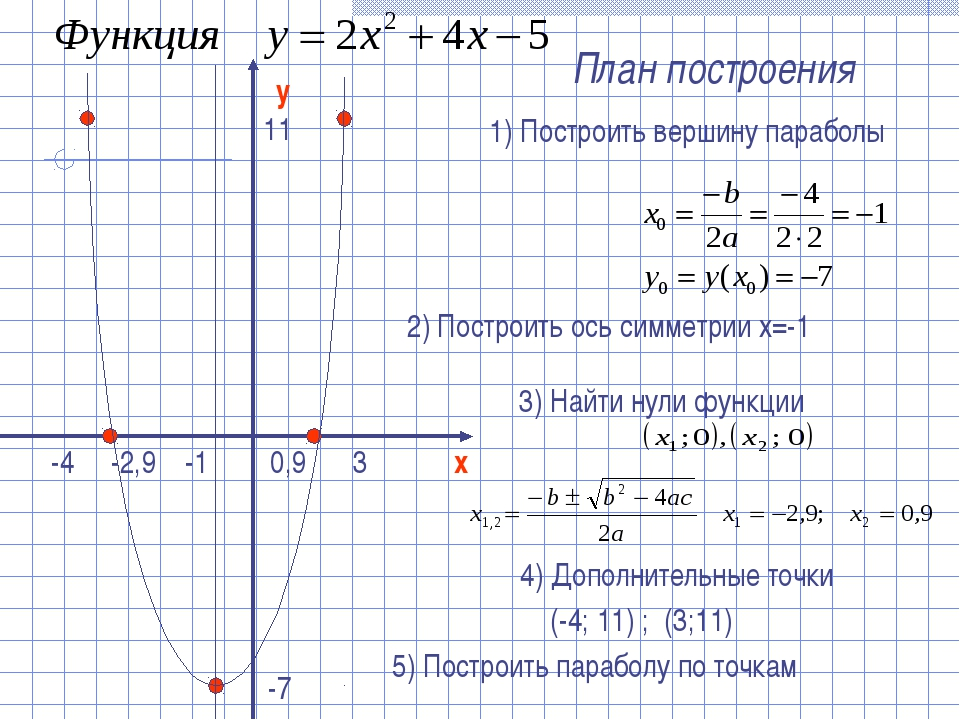 Функция y = 2x² + 4x − 5
План построения
у
11
1) Построить вершину параболы
x₀ = −b/2a = −4/2·2 = −1
y₀ = y(x₀) = −7
2) Построить ось симметрии х=-1
3) Найти нули функции
(x₁; 0), (x₂; 0)
-4 -2,9 -1 0,9 3 х
x₁,₂ = (−b ± √(b² − 4ac))/2a x₁ = −2,9; x₂ = 0,9
4) Дополнительные точки
(-4; 11) ; (3;11)
5) Построить параболу по точкам
-7